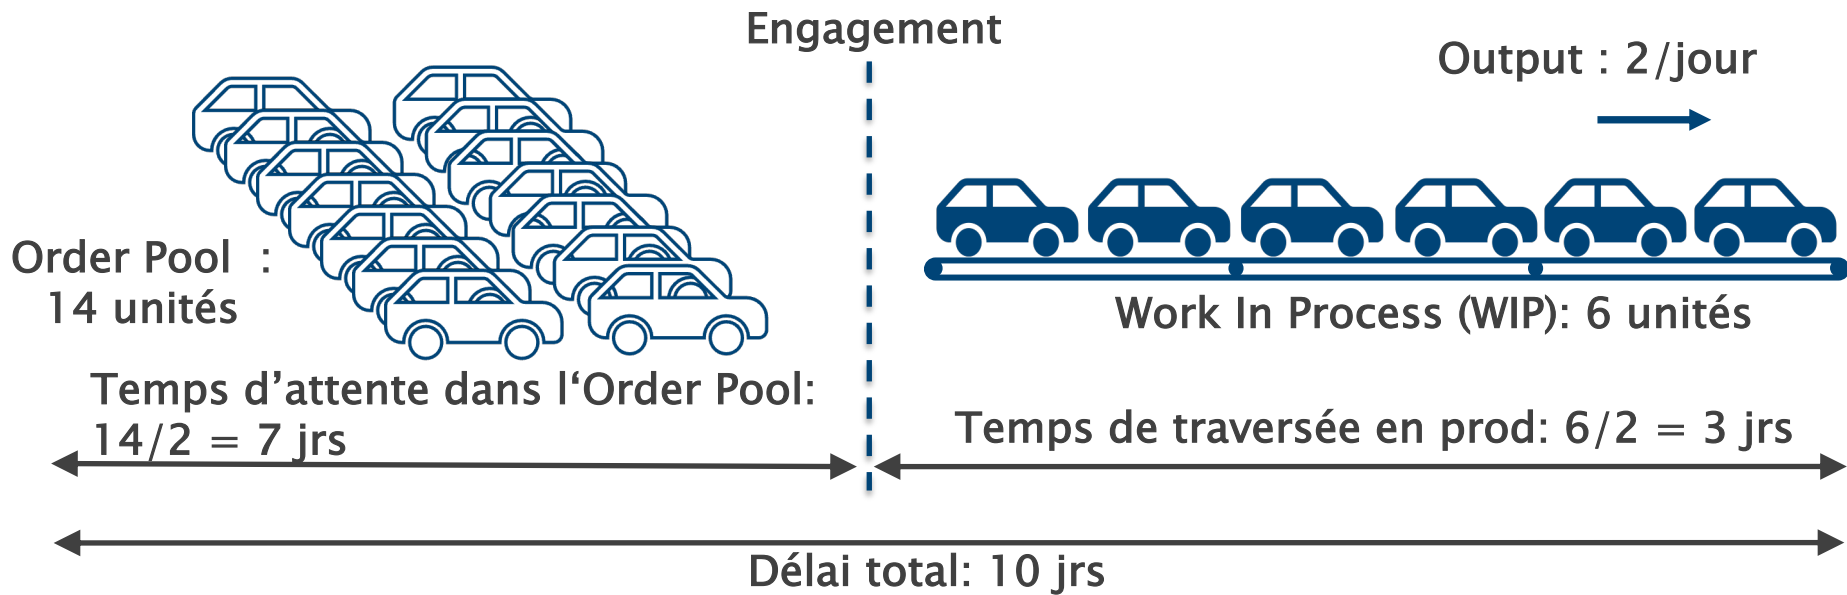 Engagement
Output : 2/jour
Order Pool :
14 unités
Work In Process (WIP): 6 unités
Temps d’attente dans l‘Order Pool:
14/2 = 7 jrs
Temps de traversée en prod: 6/2 = 3 jrs
Délai total: 10 jrs